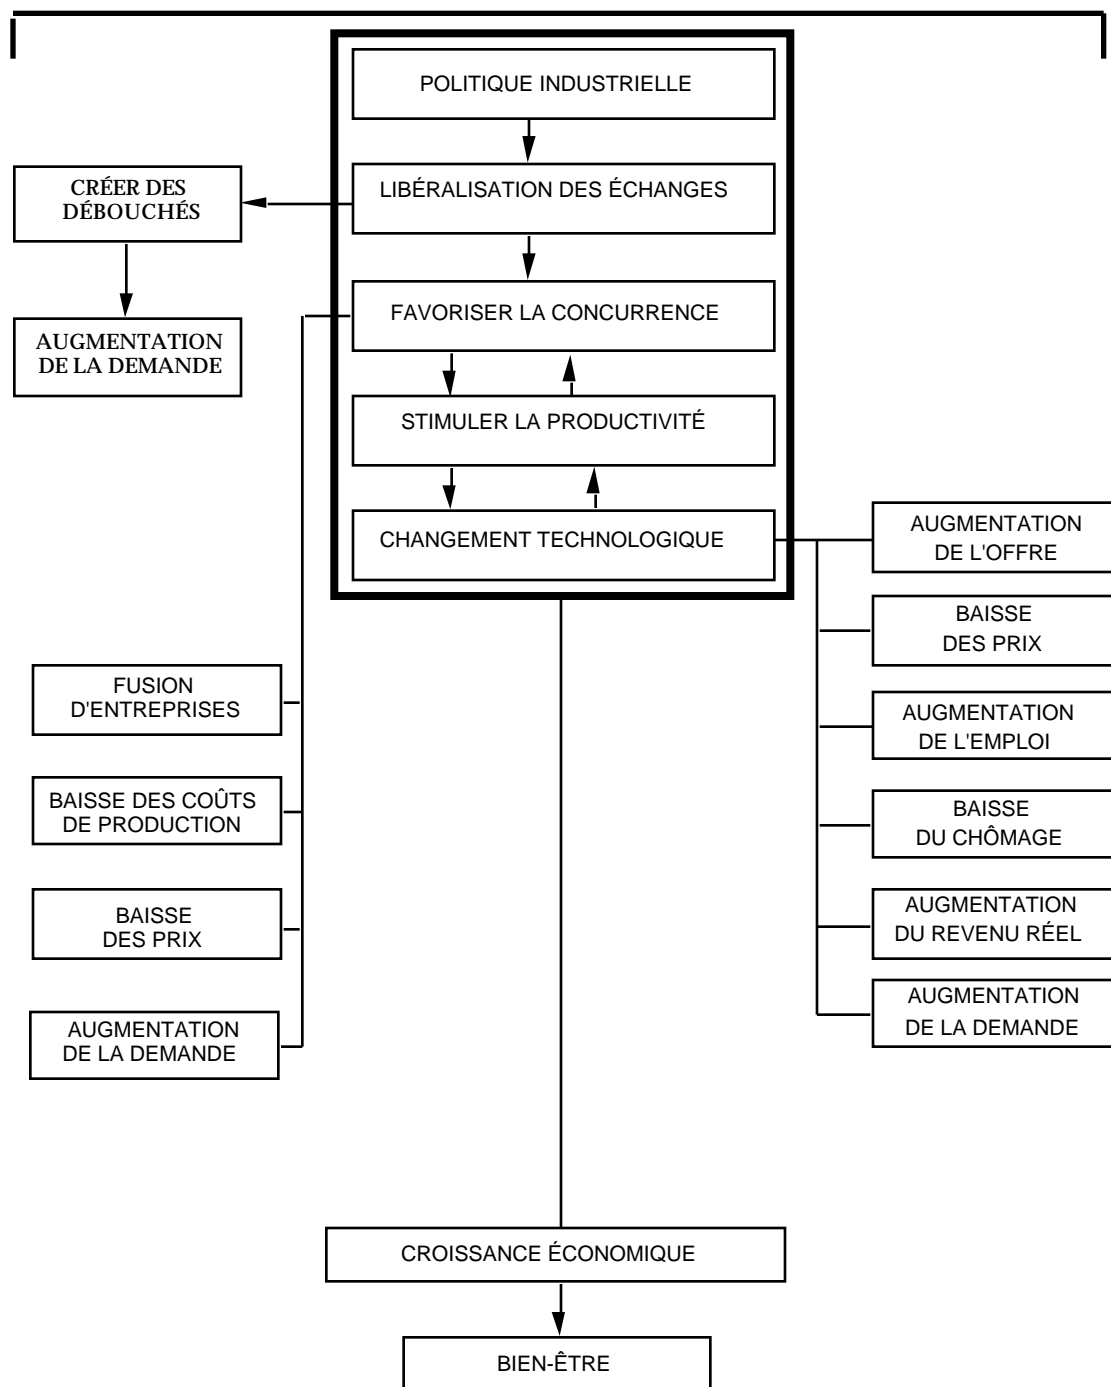 POLITIQUE INDUSTRIELLE
LIBÉRALISATION DES ÉCHANGES
CRÉER DES
DÉBOUCHÉS
FAVORISER LA CONCURRENCE
AUGMENTATION
DE LA DEMANDE
STIMULER LA PRODUCTIVITÉ
CHANGEMENT TECHNOLOGIQUE
AUGMENTATION
DE L'OFFRE
BAISSE
DES PRIX
AUGMENTATION
DE L'EMPLOI
BAISSE
DU CHÔMAGE
AUGMENTATION
DU REVENU RÉEL
AUGMENTATION
DE LA DEMANDE
FUSION
D'ENTREPRISES
BAISSE DES COÛTS
DE PRODUCTION
BAISSE
DES PRIX
AUGMENTATION
DE LA DEMANDE
CROISSANCE ÉCONOMIQUE
BIEN-ÊTRE